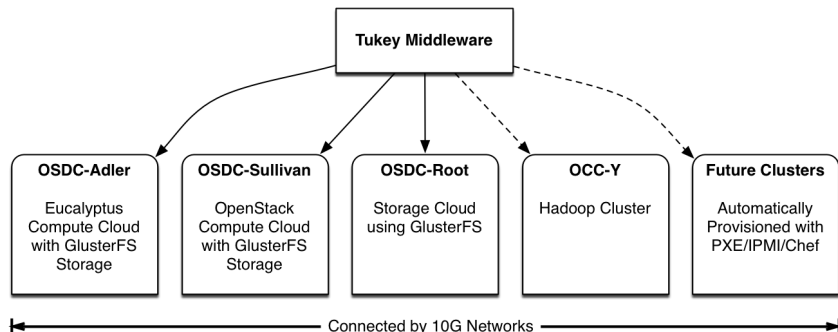 Tukey Middleware
OSDC-Adler
Eucalyptus
Compute Cloud
with GlusterFS
Storage
OSDC-Sullivan
OpenStack
Compute Cloud
with GlusterFS
Storage
OSDC-Root
Storage Cloud
using GlusterFS
OCC-Y
Hadoop Cluster
Future Clusters
Automatically
Provisioned with
PXE/IPMI/Chef
Connected by 10G Networks